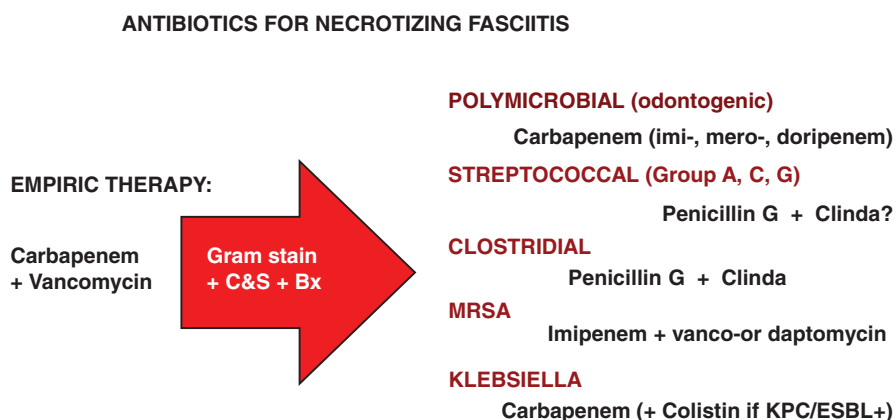 ANTIBIOTICS FOR NECROTIZING FASCIITIS
EMPIRIC THERAPY:
Carbapenem
+ Vancomycin
Gram stain
+ C&S + Bx
POLYMICROBIAL (odontogenic)
Carbapenem (imi-, mero-, doripenem)
STREPTOCOCCAL (Group A, C, G)
Penicillin G + Clinda?
CLOSTRIDIAL
Penicillin G + Clinda
MRSA
Imipenem + vanco-or daptomycin
KLEBSIELLA
Carbapenem (+ Colistin if KPC/ESBL+)